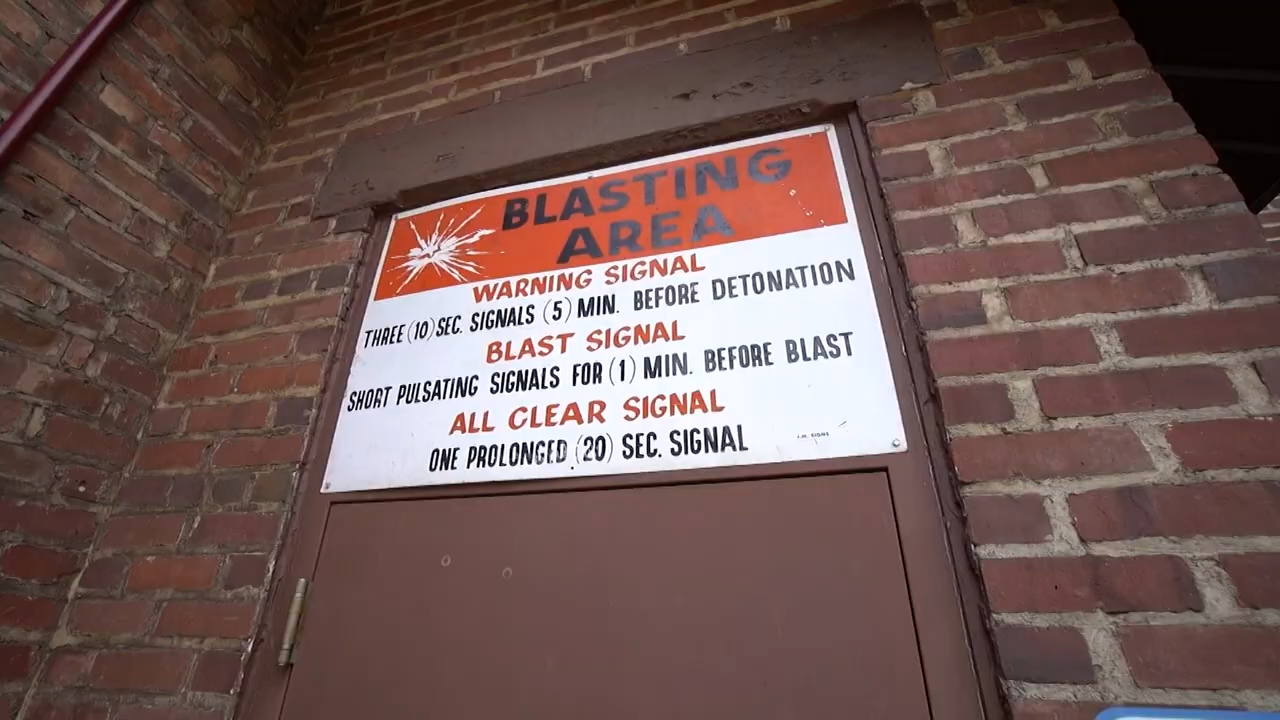 BLASTING
AREA
WARNING SIGNAL
THREE (10) SEC. SIGNALS (5) MIN. BEFORE DETONATION
BLAST SIGNAL
SHORT PULSATING SIGNALS FOR (1) MIN. BEFORE BLAST
ALL CLEAR SIGNAL
ONE PROLONGED (20) SEC. SIGNAL
SIGNS